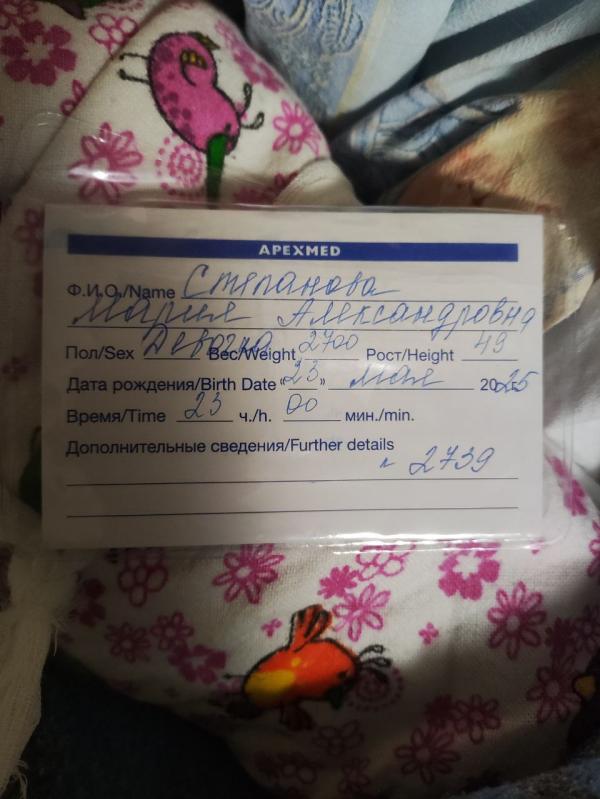 APEXMED
Ф.И.О./Name Степанова
Мария Александровна
Пол/Sex Девочка Вес/Weight 2700 Рост/Height 49
Дата рождения/Birth Date “23” мая 2025
Время/Time 23 ч./h. 00 мин./min.
Дополнительные сведения/Further details
2739